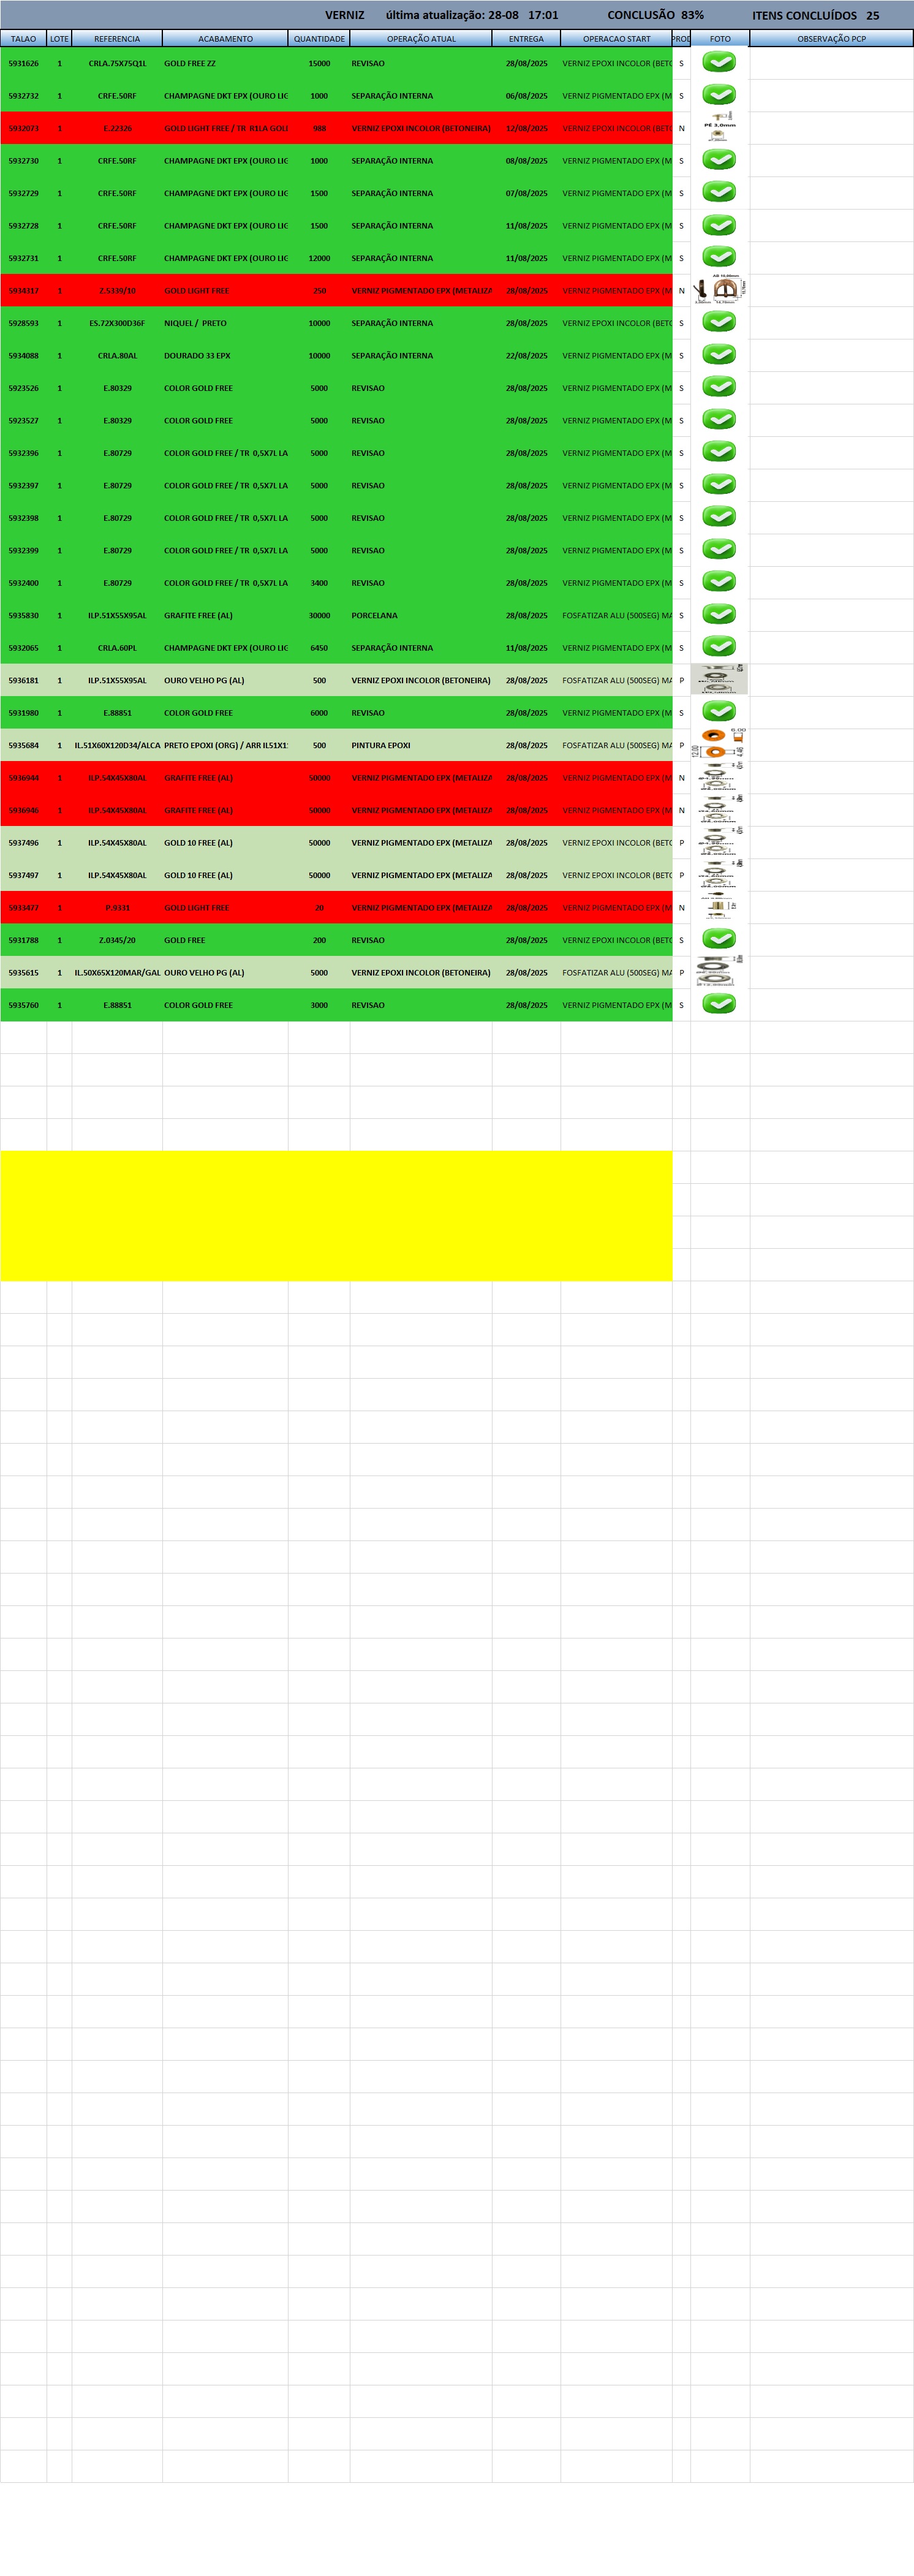 VERNIZ última atualização: 28-08 17:01 CONCLUSÃO 83% ITENS CONCLUÍDOS 25
TALAO LOTE REFERENCIA ACABAMENTO QUANTIDADE OPERAÇÃO ATUAL ENTREGA OPERACAO START PROD FOTO OBSERVAÇÃO PCP
5931626 1 CRLA.75X75Q1L GOLD FREE ZZ 15000 REVISAO 28/08/2025 VERNIZ EPOXI INCOLOR (BETO S
5932732 1 CRFE.50RF CHAMPAGNE DKT EPX (OURO LIG 1000 SEPARAÇÃO INTERNA 06/08/2025 VERNIZ PIGMENTADO EPX (M S
5932073 1 E.22326 GOLD LIGHT FREE / TR R1LA GOLI 988 VERNIZ EPOXI INCOLOR (BETONEIRA) 12/08/2025 VERNIZ EPOXI INCOLOR (BETO N PÉ 3,0mm
5932730 1 CRFE.50RF CHAMPAGNE DKT EPX (OURO LIG 1000 SEPARAÇÃO INTERNA 08/08/2025 VERNIZ PIGMENTADO EPX (M S
5932729 1 CRFE.50RF CHAMPAGNE DKT EPX (OURO LIG 1500 SEPARAÇÃO INTERNA 07/08/2025 VERNIZ PIGMENTADO EPX (M S
5932728 1 CRFE.50RF CHAMPAGNE DKT EPX (OURO LIG 1500 SEPARAÇÃO INTERNA 11/08/2025 VERNIZ PIGMENTADO EPX (M S
5932731 1 CRFE.50RF CHAMPAGNE DKT EPX (OURO LIG 12000 SEPARAÇÃO INTERNA 11/08/2025 VERNIZ PIGMENTADO EPX (M S
5934317 1 Z.5339/10 GOLD LIGHT FREE 250 VERNIZ PIGMENTADO EPX (METALIZA 28/08/2025 VERNIZ PIGMENTADO EPX (M N
5928593 1 ES.72X300D36F NIQUEL / PRETO 10000 SEPARAÇÃO INTERNA 28/08/2025 VERNIZ EPOXI INCOLOR (BETO S
5934088 1 CRLA.80AL DOURADO 33 EPX 10000 SEPARAÇÃO INTERNA 22/08/2025 VERNIZ PIGMENTADO EPX (M S
5923526 1 E.80329 COLOR GOLD FREE 5000 REVISAO 28/08/2025 VERNIZ PIGMENTADO EPX (M S
5923527 1 E.80329 COLOR GOLD FREE 5000 REVISAO 28/08/2025 VERNIZ PIGMENTADO EPX (M S
5932396 1 E.80729 COLOR GOLD FREE / TR 0,5X7L LA 5000 REVISAO 28/08/2025 VERNIZ PIGMENTADO EPX (M S
5932397 1 E.80729 COLOR GOLD FREE / TR 0,5X7L LA 5000 REVISAO 28/08/2025 VERNIZ PIGMENTADO EPX (M S
5932398 1 E.80729 COLOR GOLD FREE / TR 0,5X7L LA 5000 REVISAO 28/08/2025 VERNIZ PIGMENTADO EPX (M S
5932399 1 E.80729 COLOR GOLD FREE / TR 0,5X7L LA 5000 REVISAO 28/08/2025 VERNIZ PIGMENTADO EPX (M S
5932400 1 E.80729 COLOR GOLD FREE / TR 0,5X7L LA 3400 REVISAO 28/08/2025 VERNIZ PIGMENTADO EPX (M S
5935830 1 ILP.51X55X95AL GRAFITE FREE (AL) 30000 PORCELANA 28/08/2025 FOSFATIZAR ALU (500SEG) MA S
5932065 1 CRLA.60PL CHAMPAGNE DKT EPX (OURO LIG 6450 SEPARAÇÃO INTERNA 11/08/2025 VERNIZ PIGMENTADO EPX (M S
5936181 1 ILP.51X55X95AL OURO VELHO PG (AL) 500 VERNIZ EPOXI INCOLOR (BETONEIRA) 28/08/2025 FOSFATIZAR ALU (500SEG) MA P
5931980 1 E.88851 COLOR GOLD FREE 6000 REVISAO 28/08/2025 VERNIZ PIGMENTADO EPX (M S
5935684 1 IL.51X60X120D34/ALCA PRETO EPOXI (ORG) / ARR IL51X1: 500 PINTURA EPOXI 28/08/2025 FOSFATIZAR ALU (500SEG) MA P 12.00 6.00 4.46
5936944 1 ILP.54X45X80AL GRAFITE FREE (AL) 50000 VERNIZ PIGMENTADO EPX (METALIZA 28/08/2025 VERNIZ PIGMENTADO EPX (M N
5936946 1 ILP.54X45X80AL GRAFITE FREE (AL) 50000 VERNIZ PIGMENTADO EPX (METALIZA 28/08/2025 VERNIZ PIGMENTADO EPX (M N
5937496 1 ILP.54X45X80AL GOLD 10 FREE (AL) 50000 VERNIZ PIGMENTADO EPX (METALIZA 28/08/2025 VERNIZ EPOXI INCOLOR (BETO P
5937497 1 ILP.54X45X80AL GOLD 10 FREE (AL) 50000 VERNIZ PIGMENTADO EPX (METALIZA 28/08/2025 VERNIZ EPOXI INCOLOR (BETO P
5933477 1 P.9331 GOLD LIGHT FREE 20 VERNIZ PIGMENTADO EPX (METALIZA 28/08/2025 VERNIZ PIGMENTADO EPX (M N
5931788 1 Z.0345/20 GOLD FREE 200 REVISAO 28/08/2025 VERNIZ EPOXI INCOLOR (BETO S
5935615 1 IL.50X65X120MAR/GAL OURO VELHO PG (AL) 5000 VERNIZ EPOXI INCOLOR (BETONEIRA) 28/08/2025 FOSFATIZAR ALU (500SEG) MA P
5935760 1 E.88851 COLOR GOLD FREE 3000 REVISAO 28/08/2025 VERNIZ PIGMENTADO EPX (M S